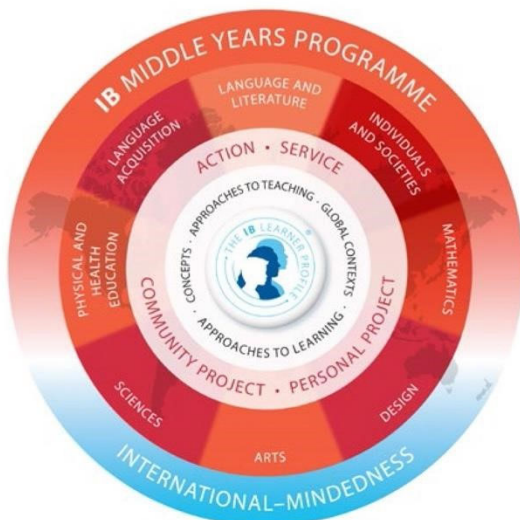 IB MIDDLE YEARS PROGRAMME
LANGUAGE AND
LITERATURE
INDIVIDUALS
AND SOCIETIES
MATHEMATICS
DESIGN
ARTS
SCIENCES
PHYSICAL AND
HEALTH
EDUCATION
LANGUAGE
ACQUISITION
ACTION • SERVICE
COMMUNITY PROJECT • PERSONAL PROJECT
APPROACHES TO TEACHING · GLOBAL CONTEXTS ·
APPROACHES TO LEARNING ·
CONCEPTS ·
THE IB LEARNER PROFILE
®
INTERNATIONAL–MINDEDNESS